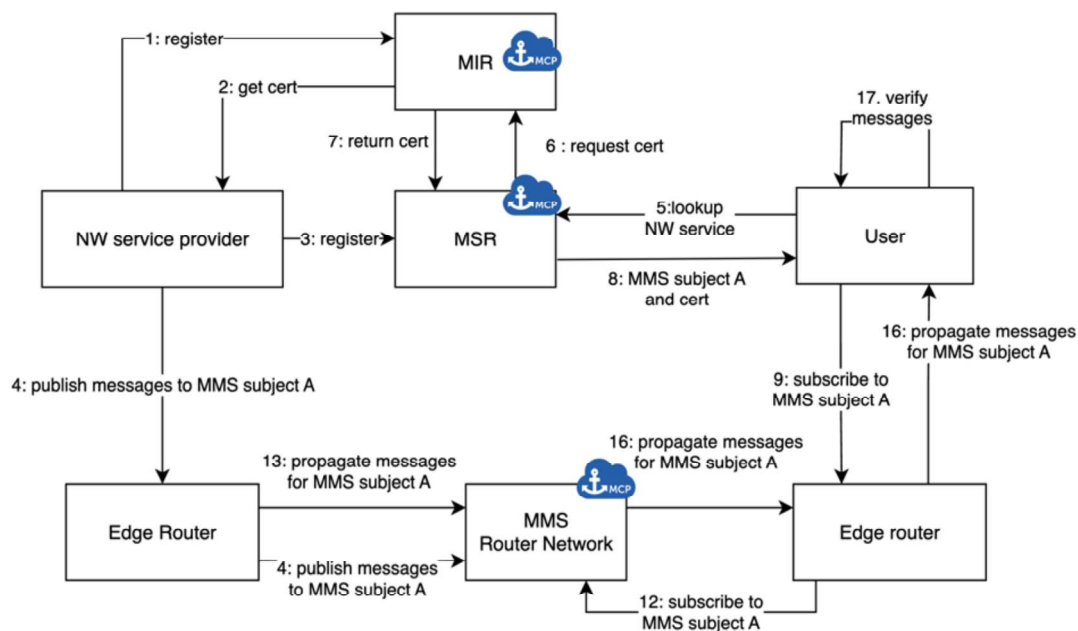 1: register
MIR
MCP
2: get cert
17. verify
messages
7: return cert
6 : request cert
NW service provider
3: register
MSR
MCP
5:lookup
NW service
User
8: MMS subject A
and cert
16: propagate messages
for MMS subject A
4: publish messages to MMS subject A
9: subscribe to
MMS subject A
13: propagate messages
for MMS subject A
16: propagate messages
for MMS subject A
MCP
Edge Router
MMS
Router Network
Edge router
4: publish messages
to MMS subject A
12: subscribe to
MMS subject A